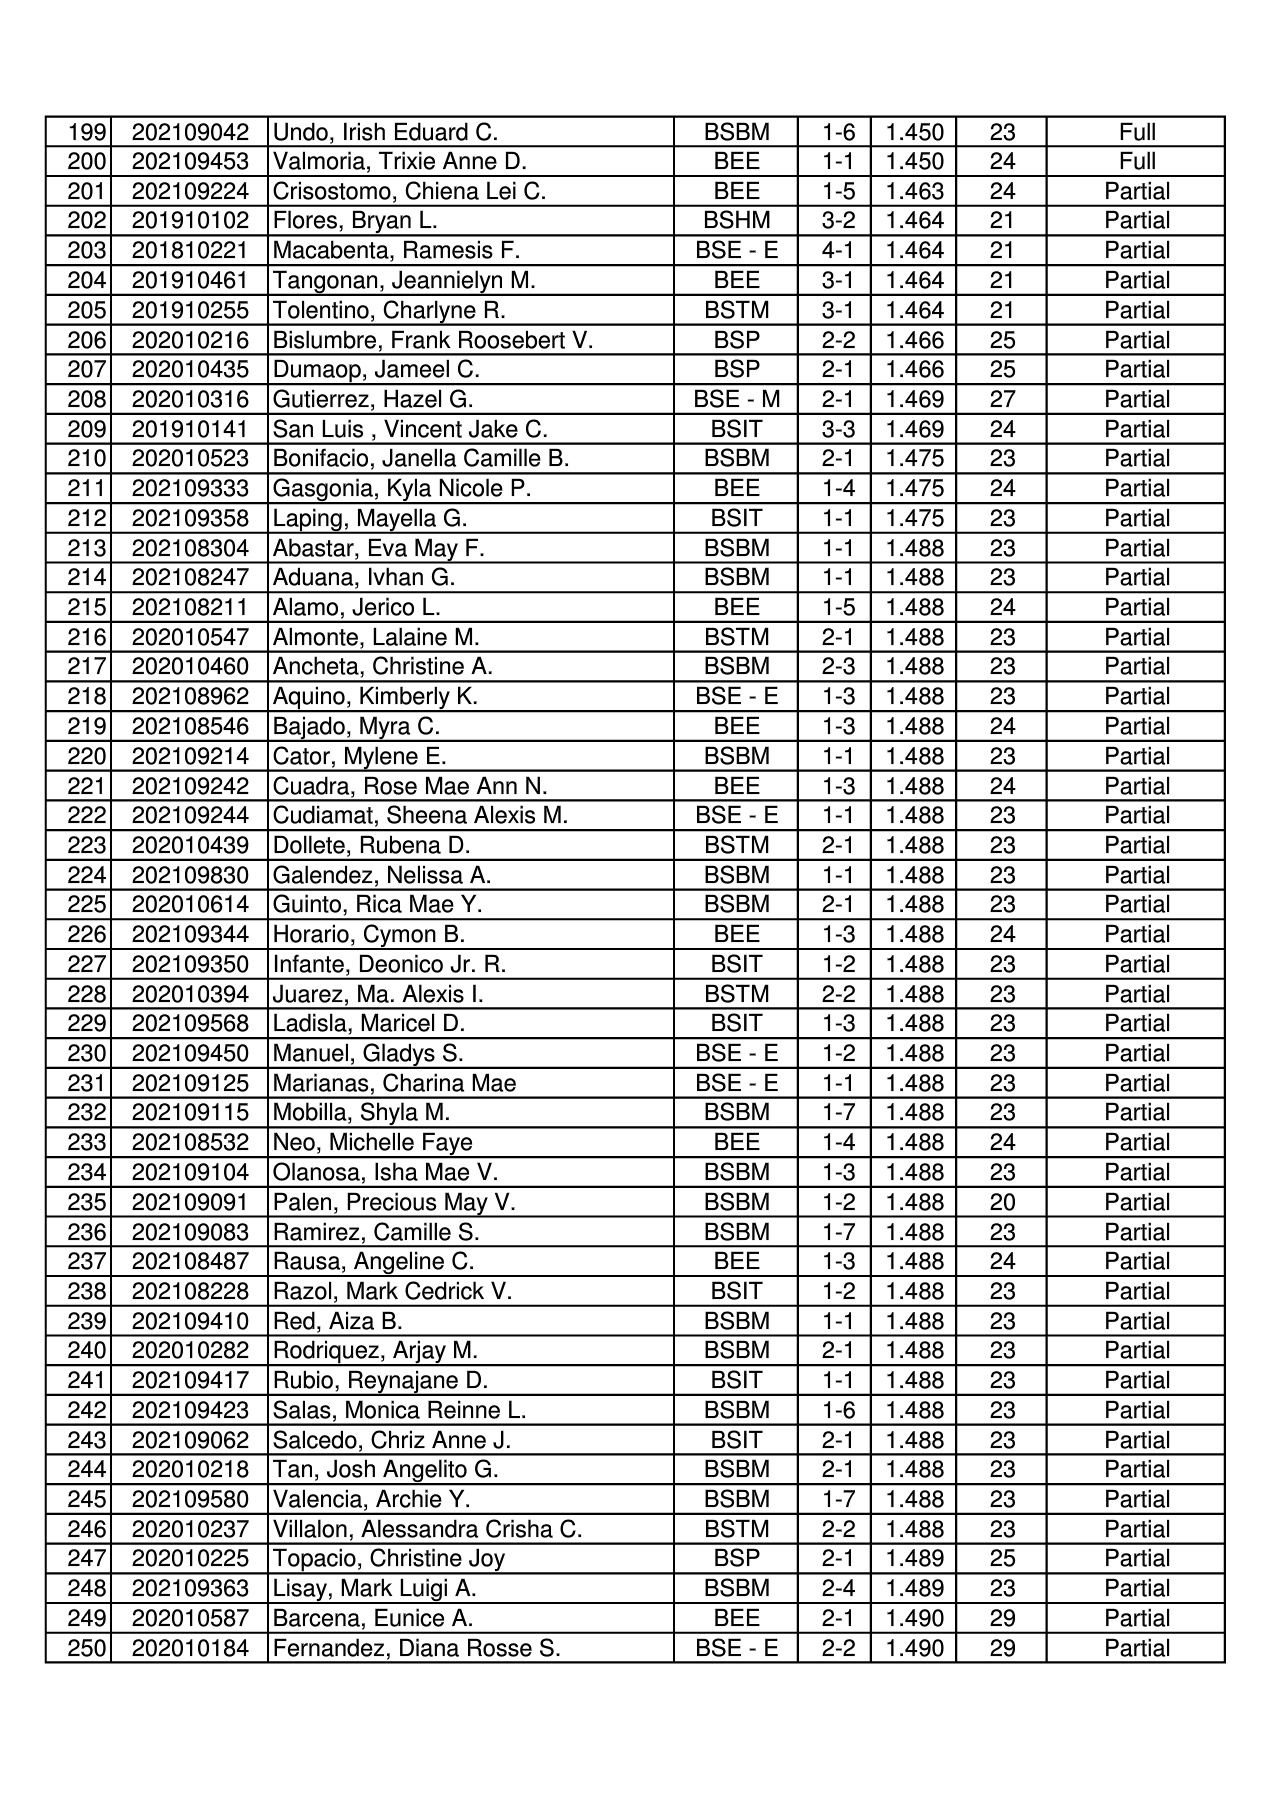 199 202109042 Undo, Irish Eduard C. BSBM 1-6 1.450 23 Full
200 202109453 Valmoria, Trixie Anne D. BEE 1-1 1.450 24 Full
201 202109224 Crisostomo, Chiena Lei C. BEE 1-5 1.463 24 Partial
202 201910102 Flores, Bryan L. BSHM 3-2 1.464 21 Partial
203 201810221 Macabenta, Ramesis F. BSE - E 4-1 1.464 21 Partial
204 201910461 Tangonan, Jeannielyn M. BEE 3-1 1.464 21 Partial
205 201910255 Tolentino, Charlyne R. BSTM 3-1 1.464 21 Partial
206 202010216 Bislumbre, Frank Roosebert V. BSP 2-2 1.466 25 Partial
207 202010435 Dumaop, Jameel C. BSP 2-1 1.466 25 Partial
208 202010316 Gutierrez, Hazel G. BSE - M 2-1 1.469 27 Partial
209 201910141 San Luis , Vincent Jake C. BSIT 3-3 1.469 24 Partial
210 202010523 Bonifacio, Janella Camille B. BSBM 2-1 1.475 23 Partial
211 202109333 Gasgonia, Kyla Nicole P. BEE 1-4 1.475 24 Partial
212 202109358 Laping, Mayella G. BSIT 1-1 1.475 23 Partial
213 202108304 Abastar, Eva May F. BSBM 1-1 1.488 23 Partial
214 202108247 Aduana, Ivhan G. BSBM 1-1 1.488 23 Partial
215 202108211 Alamo, Jerico L. BEE 1-5 1.488 24 Partial
216 202010547 Almonte, Lalaine M. BSTM 2-1 1.488 23 Partial
217 202010460 Ancheta, Christine A. BSBM 2-3 1.488 23 Partial
218 202108962 Aquino, Kimberly K. BSE - E 1-3 1.488 23 Partial
219 202108546 Bajado, Myra C. BEE 1-3 1.488 24 Partial
220 202109214 Cator, Mylene E. BSBM 1-1 1.488 23 Partial
221 202109242 Cuadra, Rose Mae Ann N. BEE 1-3 1.488 24 Partial
222 202109244 Cudiamat, Sheena Alexis M. BSE - E 1-1 1.488 23 Partial
223 202010439 Dollete, Rubena D. BSTM 2-1 1.488 23 Partial
224 202109830 Galendez, Nelissa A. BSBM 1-1 1.488 23 Partial
225 202010614 Guinto, Rica Mae Y. BSBM 2-1 1.488 23 Partial
226 202109344 Horario, Cymon B. BEE 1-3 1.488 24 Partial
227 202109350 Infante, Deonico Jr. R. BSIT 1-2 1.488 23 Partial
228 202010394 Juarez, Ma. Alexis I. BSTM 2-2 1.488 23 Partial
229 202109568 Ladisla, Maricel D. BSIT 1-3 1.488 23 Partial
230 202109450 Manuel, Gladys S. BSE - E 1-2 1.488 23 Partial
231 202109125 Marianas, Charina Mae BSE - E 1-1 1.488 23 Partial
232 202109115 Mobilla, Shyla M. BSBM 1-7 1.488 23 Partial
233 202108532 Neo, Michelle Faye BEE 1-4 1.488 24 Partial
234 202109104 Olanosa, Isha Mae V. BSBM 1-3 1.488 23 Partial
235 202109091 Palen, Precious May V. BSBM 1-2 1.488 20 Partial
236 202109083 Ramirez, Camille S. BSBM 1-7 1.488 23 Partial
237 202108487 Rausa, Angeline C. BEE 1-3 1.488 24 Partial
238 202108228 Razol, Mark Cedrick V. BSIT 1-2 1.488 23 Partial
239 202109410 Red, Aiza B. BSBM 1-1 1.488 23 Partial
240 202010282 Rodriquez, Arjay M. BSBM 2-1 1.488 23 Partial
241 202109417 Rubio, Reynajane D. BSIT 1-1 1.488 23 Partial
242 202109423 Salas, Monica Reinne L. BSBM 1-6 1.488 23 Partial
243 202109062 Salcedo, Chriz Anne J. BSIT 2-1 1.488 23 Partial
244 202010218 Tan, Josh Angelito G. BSBM 2-1 1.488 23 Partial
245 202109580 Valencia, Archie Y. BSBM 1-7 1.488 23 Partial
246 202010237 Villalon, Alessandra Crisha C. BSTM 2-2 1.488 23 Partial
247 202010225 Topacio, Christine Joy BSP 2-1 1.489 25 Partial
248 202109363 Lisay, Mark Luigi A. BSBM 2-4 1.489 23 Partial
249 202010587 Barcena, Eunice A. BEE 2-1 1.490 29 Partial
250 202010184 Fernandez, Diana Rosse S. BSE - E 2-2 1.490 29 Partial